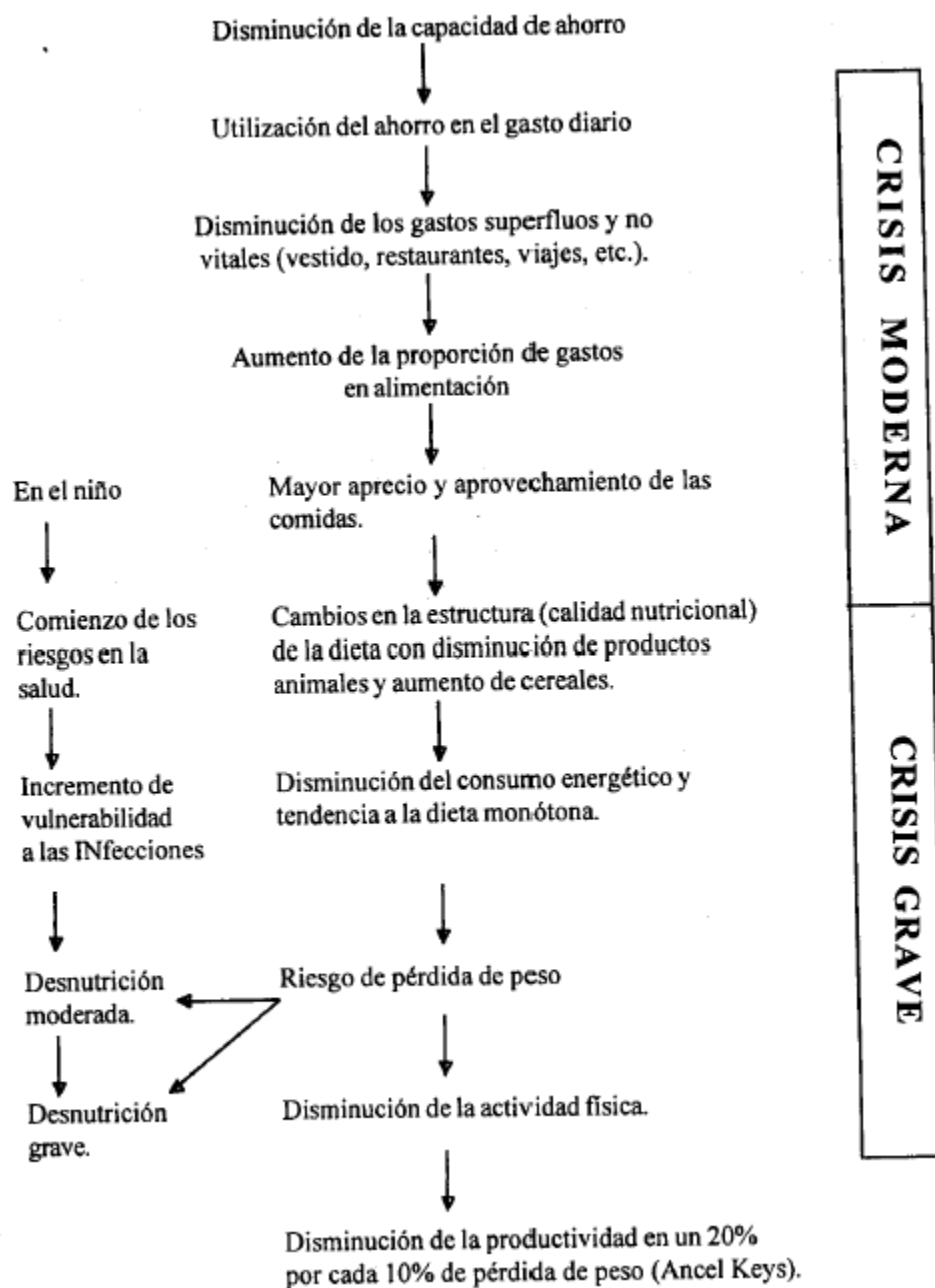 Disminución de la capacidad de ahorro
Utilización del ahorro en el gasto diario
Disminución de los gastos superfluos y no
vitales (vestido, restaurantes, viajes, etc.).
Aumento de la proporción de gastos
en alimentación
Mayor aprecio y aprovechamiento de las
comidas.
Cambios en la estructura (calidad nutricional)
de la dieta con disminución de productos
animales y aumento de cereales.
Disminución del consumo energético y
tendencia a la dieta monótona.
Riesgo de pérdida de peso
Disminución de la actividad física.
Disminución de la productividad en un 20%
por cada 10% de pérdida de peso (Ancel Keys).
En el niño
Comienzo de los
riesgos en la
salud.
Incremento de
vulnerabilidad
a las INfecciones
Desnutrición
moderada.
Desnutrición
grave.
CRISIS MODERNA
CRISIS GRAVE